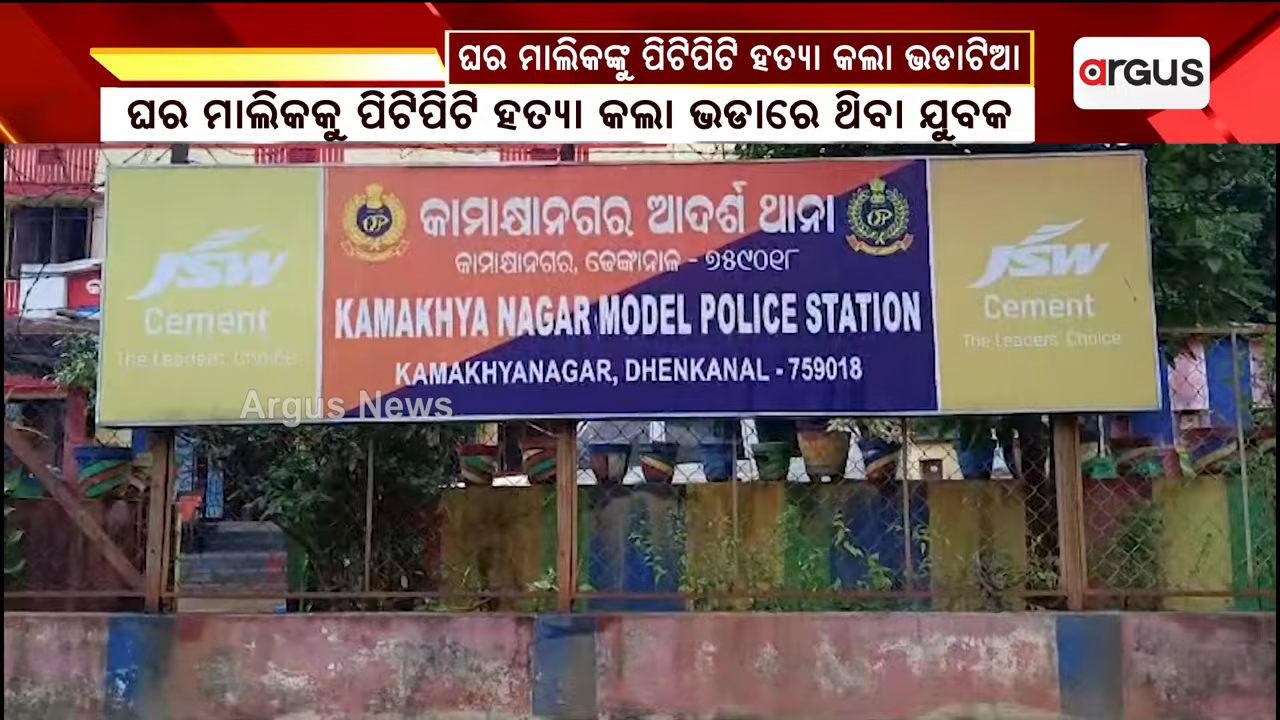 ଘର ମାଲିକଙ୍କୁ ପିଟିପିଟି ହତ୍ୟା କଲା ଭଡାଟିଆ
argus
ଘର ମାଲିକକୁ ପିଟିପିଟି ହତ୍ୟା କଲା ଭଡାରେ ଥିବା ଯୁବକ
JSW
Cement
The Leaders' Choice
କାମାକ୍ଷାନଗର ଆଦର୍ଶ ଥାନା
କାମାକ୍ଷାନଗର, ଢେଙ୍କାନାଳ - ୭୫୯୦୧୮
KAMAKHYA NAGAR MODEL POLICE STATION
KAMAKHYANAGAR, DHENKANAL - 759018
JSW
Cement
The Leaders' Choice
Argus News